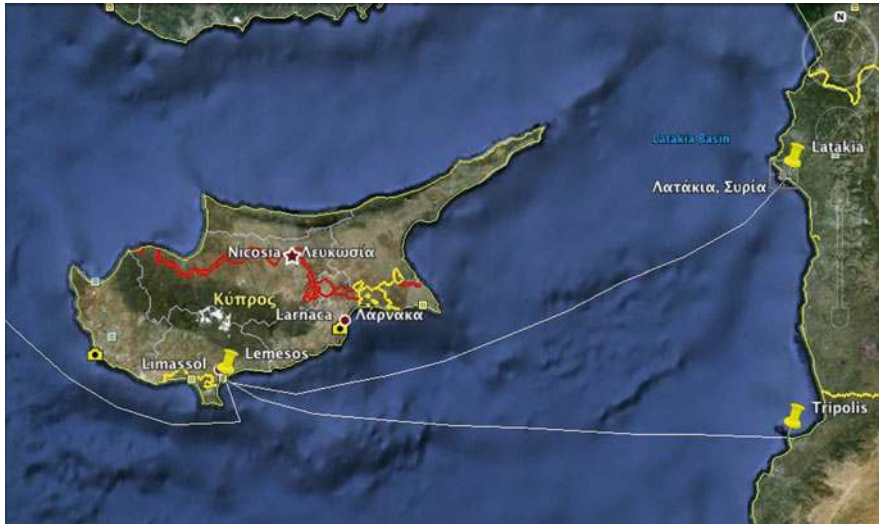 N
Latakia Basin
Latakia
Λατάκια, Συρία
Nicosia
Λευκωσία
Κύπρος
Larnaca
Λάρνακα
Limassol
Lemesos
Tripolis